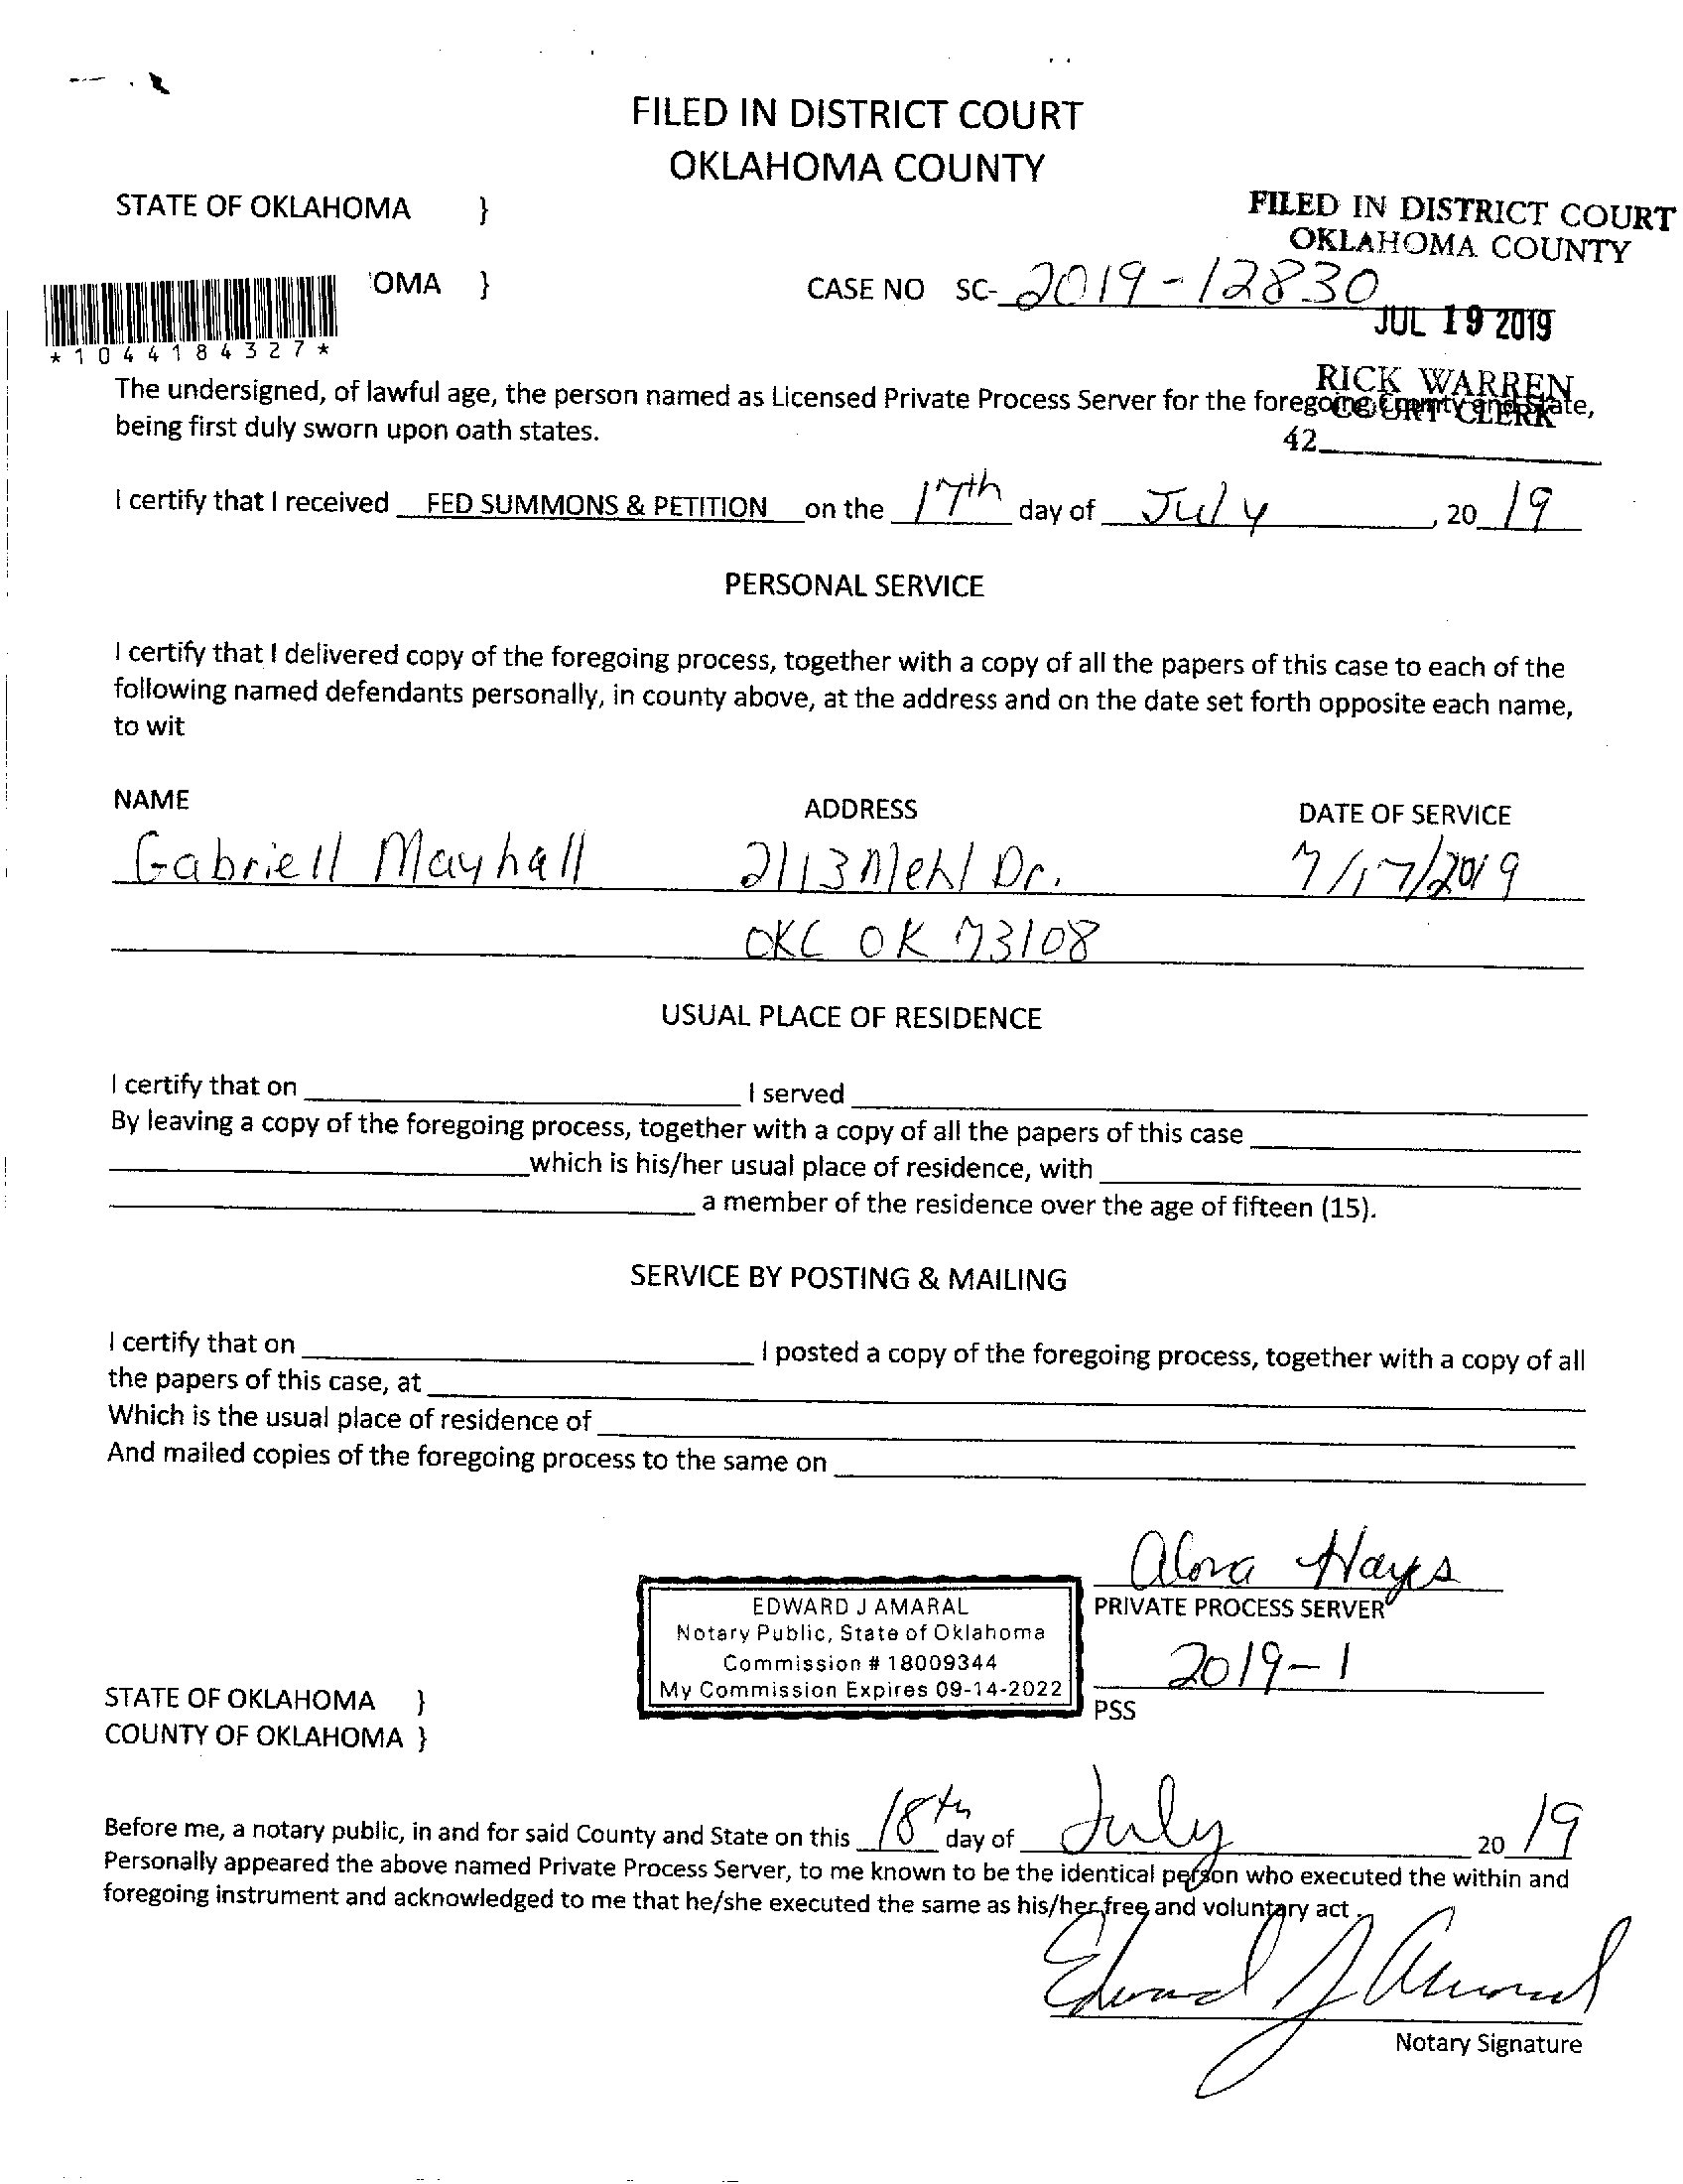 FILED IN DISTRICT COURT
OKLAHOMA COUNTY
STATE OF OKLAHOMA }
FILED IN DISTRICT COURT
OKLAHOMA COUNTY
'OMA }
CASE NO SC- 2019-12830
JUL 19 2019
*1044184327*
RICK WARREN
COURT CLERK
42
The undersigned, of lawful age, the person named as Licensed Private Process Server for the foregoing County and State,
being first duly sworn upon oath states.
I certify that I received FED SUMMONS & PETITION on the 17th day of July, 20 19
PERSONAL SERVICE
I certify that I delivered copy of the foregoing process, together with a copy of all the papers of this case to each of the
following named defendants personally, in county above, at the address and on the date set forth opposite each name,
to wit
NAME ADDRESS DATE OF SERVICE
Gabriell Mayhall 2113 Mehl Dr. 7/17/2019
OKC OK 73108
USUAL PLACE OF RESIDENCE
I certify that on I served
By leaving a copy of the foregoing process, together with a copy of all the papers of this case
which is his/her usual place of residence, with
a member of the residence over the age of fifteen (15).
SERVICE BY POSTING & MAILING
I certify that on I posted a copy of the foregoing process, together with a copy of all
the papers of this case, at
Which is the usual place of residence of
And mailed copies of the foregoing process to the same on
Alora Hayes
PRIVATE PROCESS SERVER
EDWARD J AMARAL
Notary Public, State of Oklahoma
Commission # 18009344
My Commission Expires 09-14-2022
2019-1
PSS
STATE OF OKLAHOMA }
COUNTY OF OKLAHOMA }
Before me, a notary public, in and for said County and State on this 18th day of July 20 19
Personally appeared the above named Private Process Server, to me known to be the identical person who executed the within and
foregoing instrument and acknowledged to me that he/she executed the same as his/her free and voluntary act.
Edward J Amaral
Notary Signature